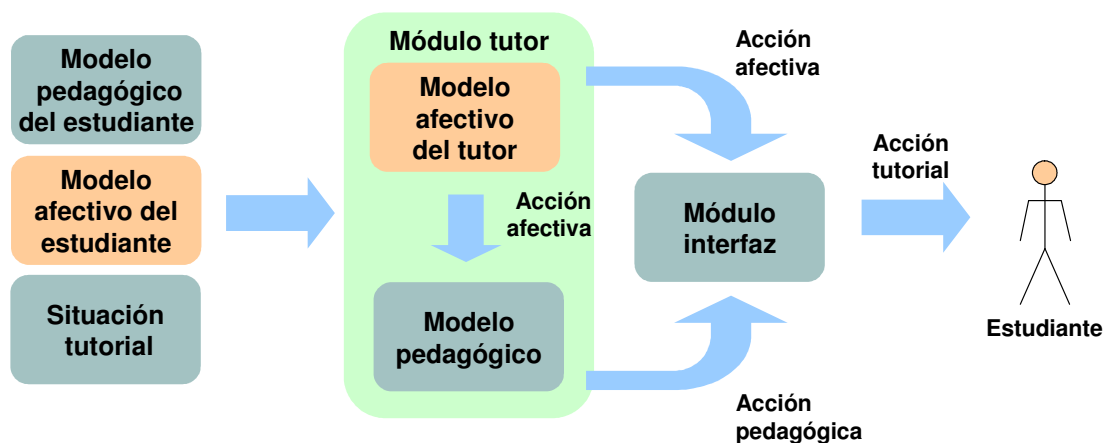 Modelo
pedagógico
del estudiante
Modelo
afectivo del
estudiante
Situación
tutorial
Módulo tutor
Modelo
afectivo
del tutor
Acción
afectiva
Modelo
pedagógico
Acción
afectiva
Módulo
interfaz
Acción
pedagógica
Acción
tutorial
Estudiante